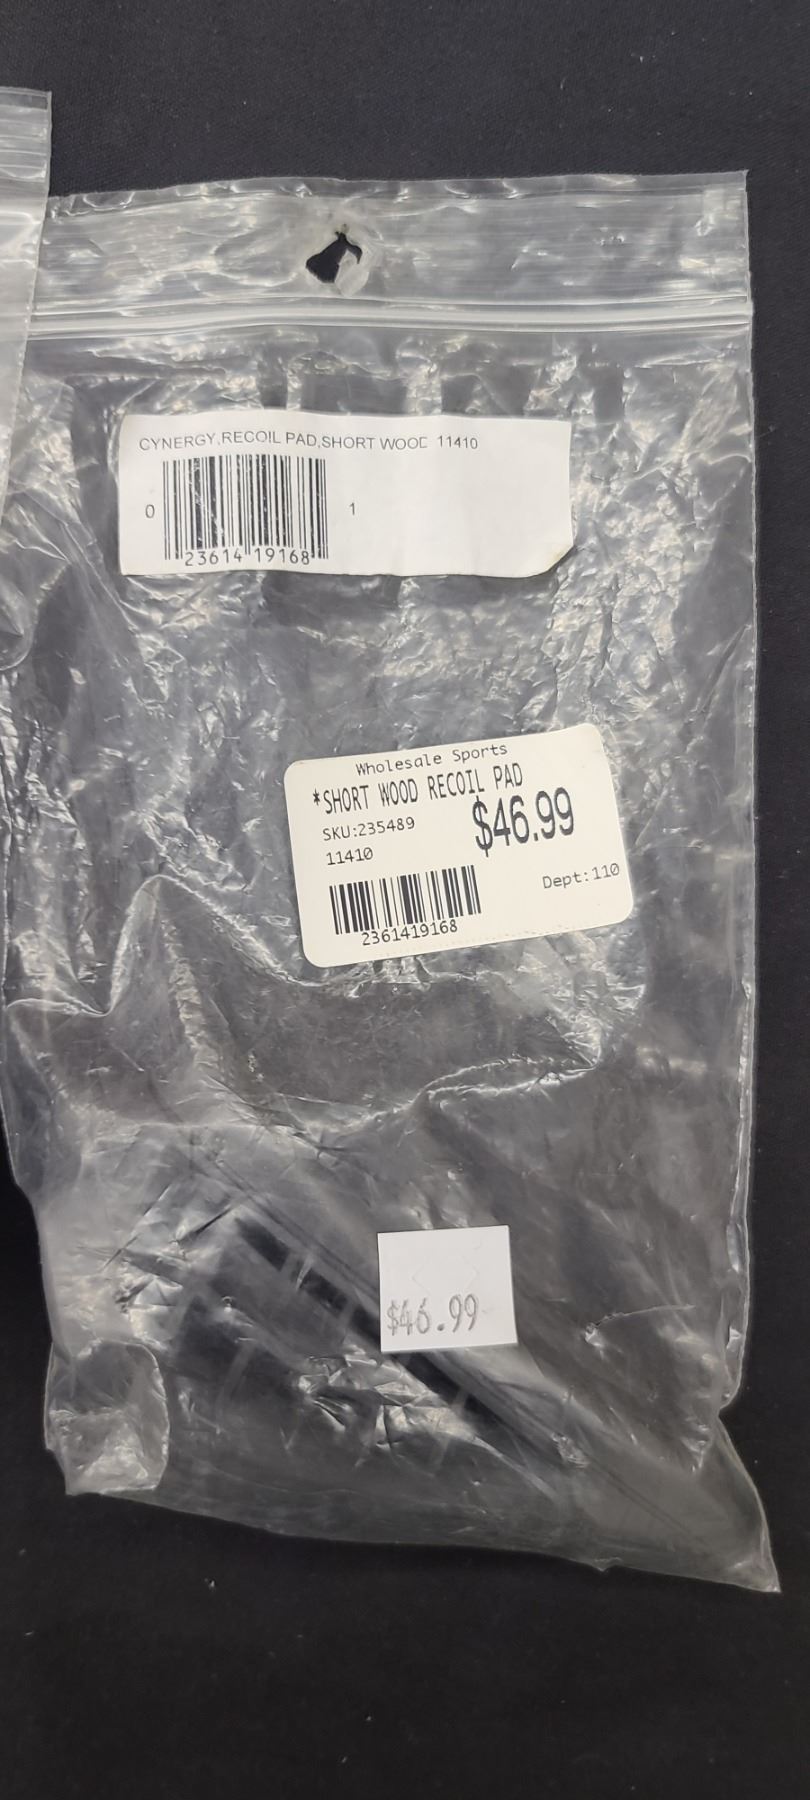 CYNERGY,RECOIL PAD,SHORT WOOD 11410
0 23614 19168 1
Wholesale Sports
*SHORT WOOD RECOIL PAD
SKU:235489 $46.99
11410
Dept:110
2361419168
$46.99